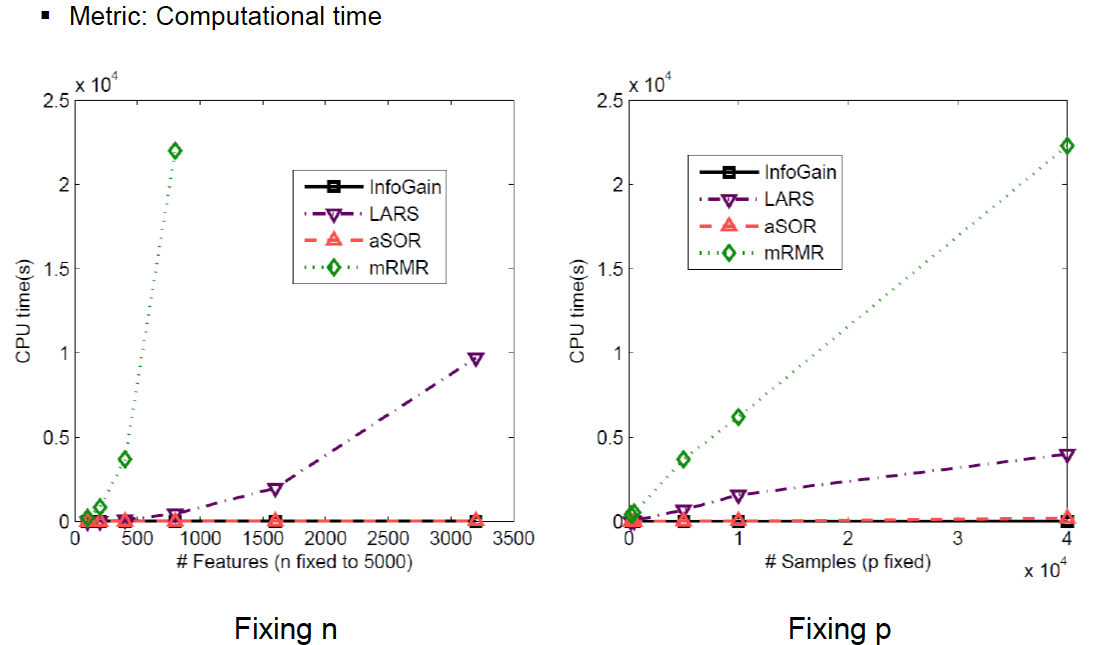 ▪ Metric: Computational time
x 10^4
2.5
2
1.5
1
0.5
0
CPU time(s)
InfoGain
LARS
aSOR
mRMR
0 500 1000 1500 2000 2500 3000 3500
# Features (n fixed to 5000)
Fixing n
x 10^4
2.5
2
1.5
1
0.5
0
CPU time(s)
InfoGain
LARS
aSOR
mRMR
0 1 2 3 4
# Samples (p fixed)
x 10^4
Fixing p